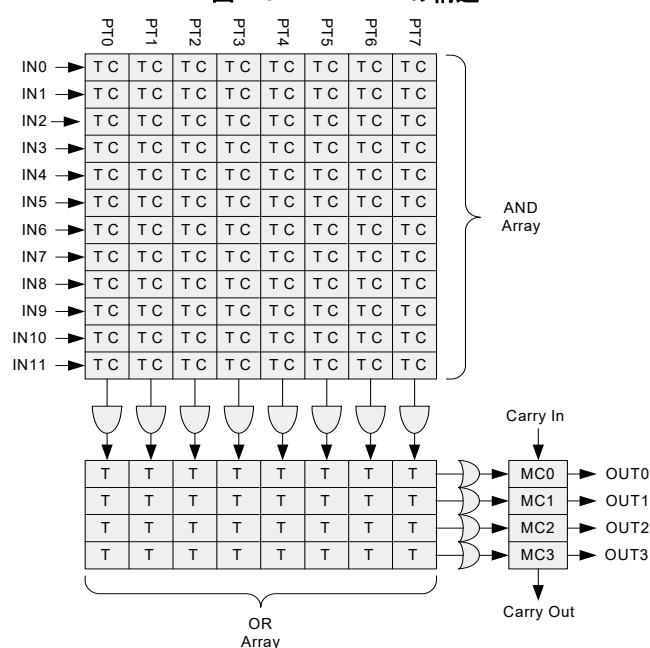 PT0 PT1 PT2 PT3 PT4 PT5 PT6 PT7
IN0 T C T C T C T C T C T C T C T C
IN1 T C T C T C T C T C T C T C T C
IN2 T C T C T C T C T C T C T C T C
IN3 T C T C T C T C T C T C T C T C
IN4 T C T C T C T C T C T C T C T C
IN5 T C T C T C T C T C T C T C T C
IN6 T C T C T C T C T C T C T C T C
IN7 T C T C T C T C T C T C T C T C
IN8 T C T C T C T C T C T C T C T C
IN9 T C T C T C T C T C T C T C T C
IN10 T C T C T C T C T C T C T C T C
IN11 T C T C T C T C T C T C T C T C
AND
Array
Carry In
T T T T T T T T MC0 OUT0
T T T T T T T T MC1 OUT1
T T T T T T T T MC2 OUT2
T T T T T T T T MC3 OUT3
Carry Out
OR
Array